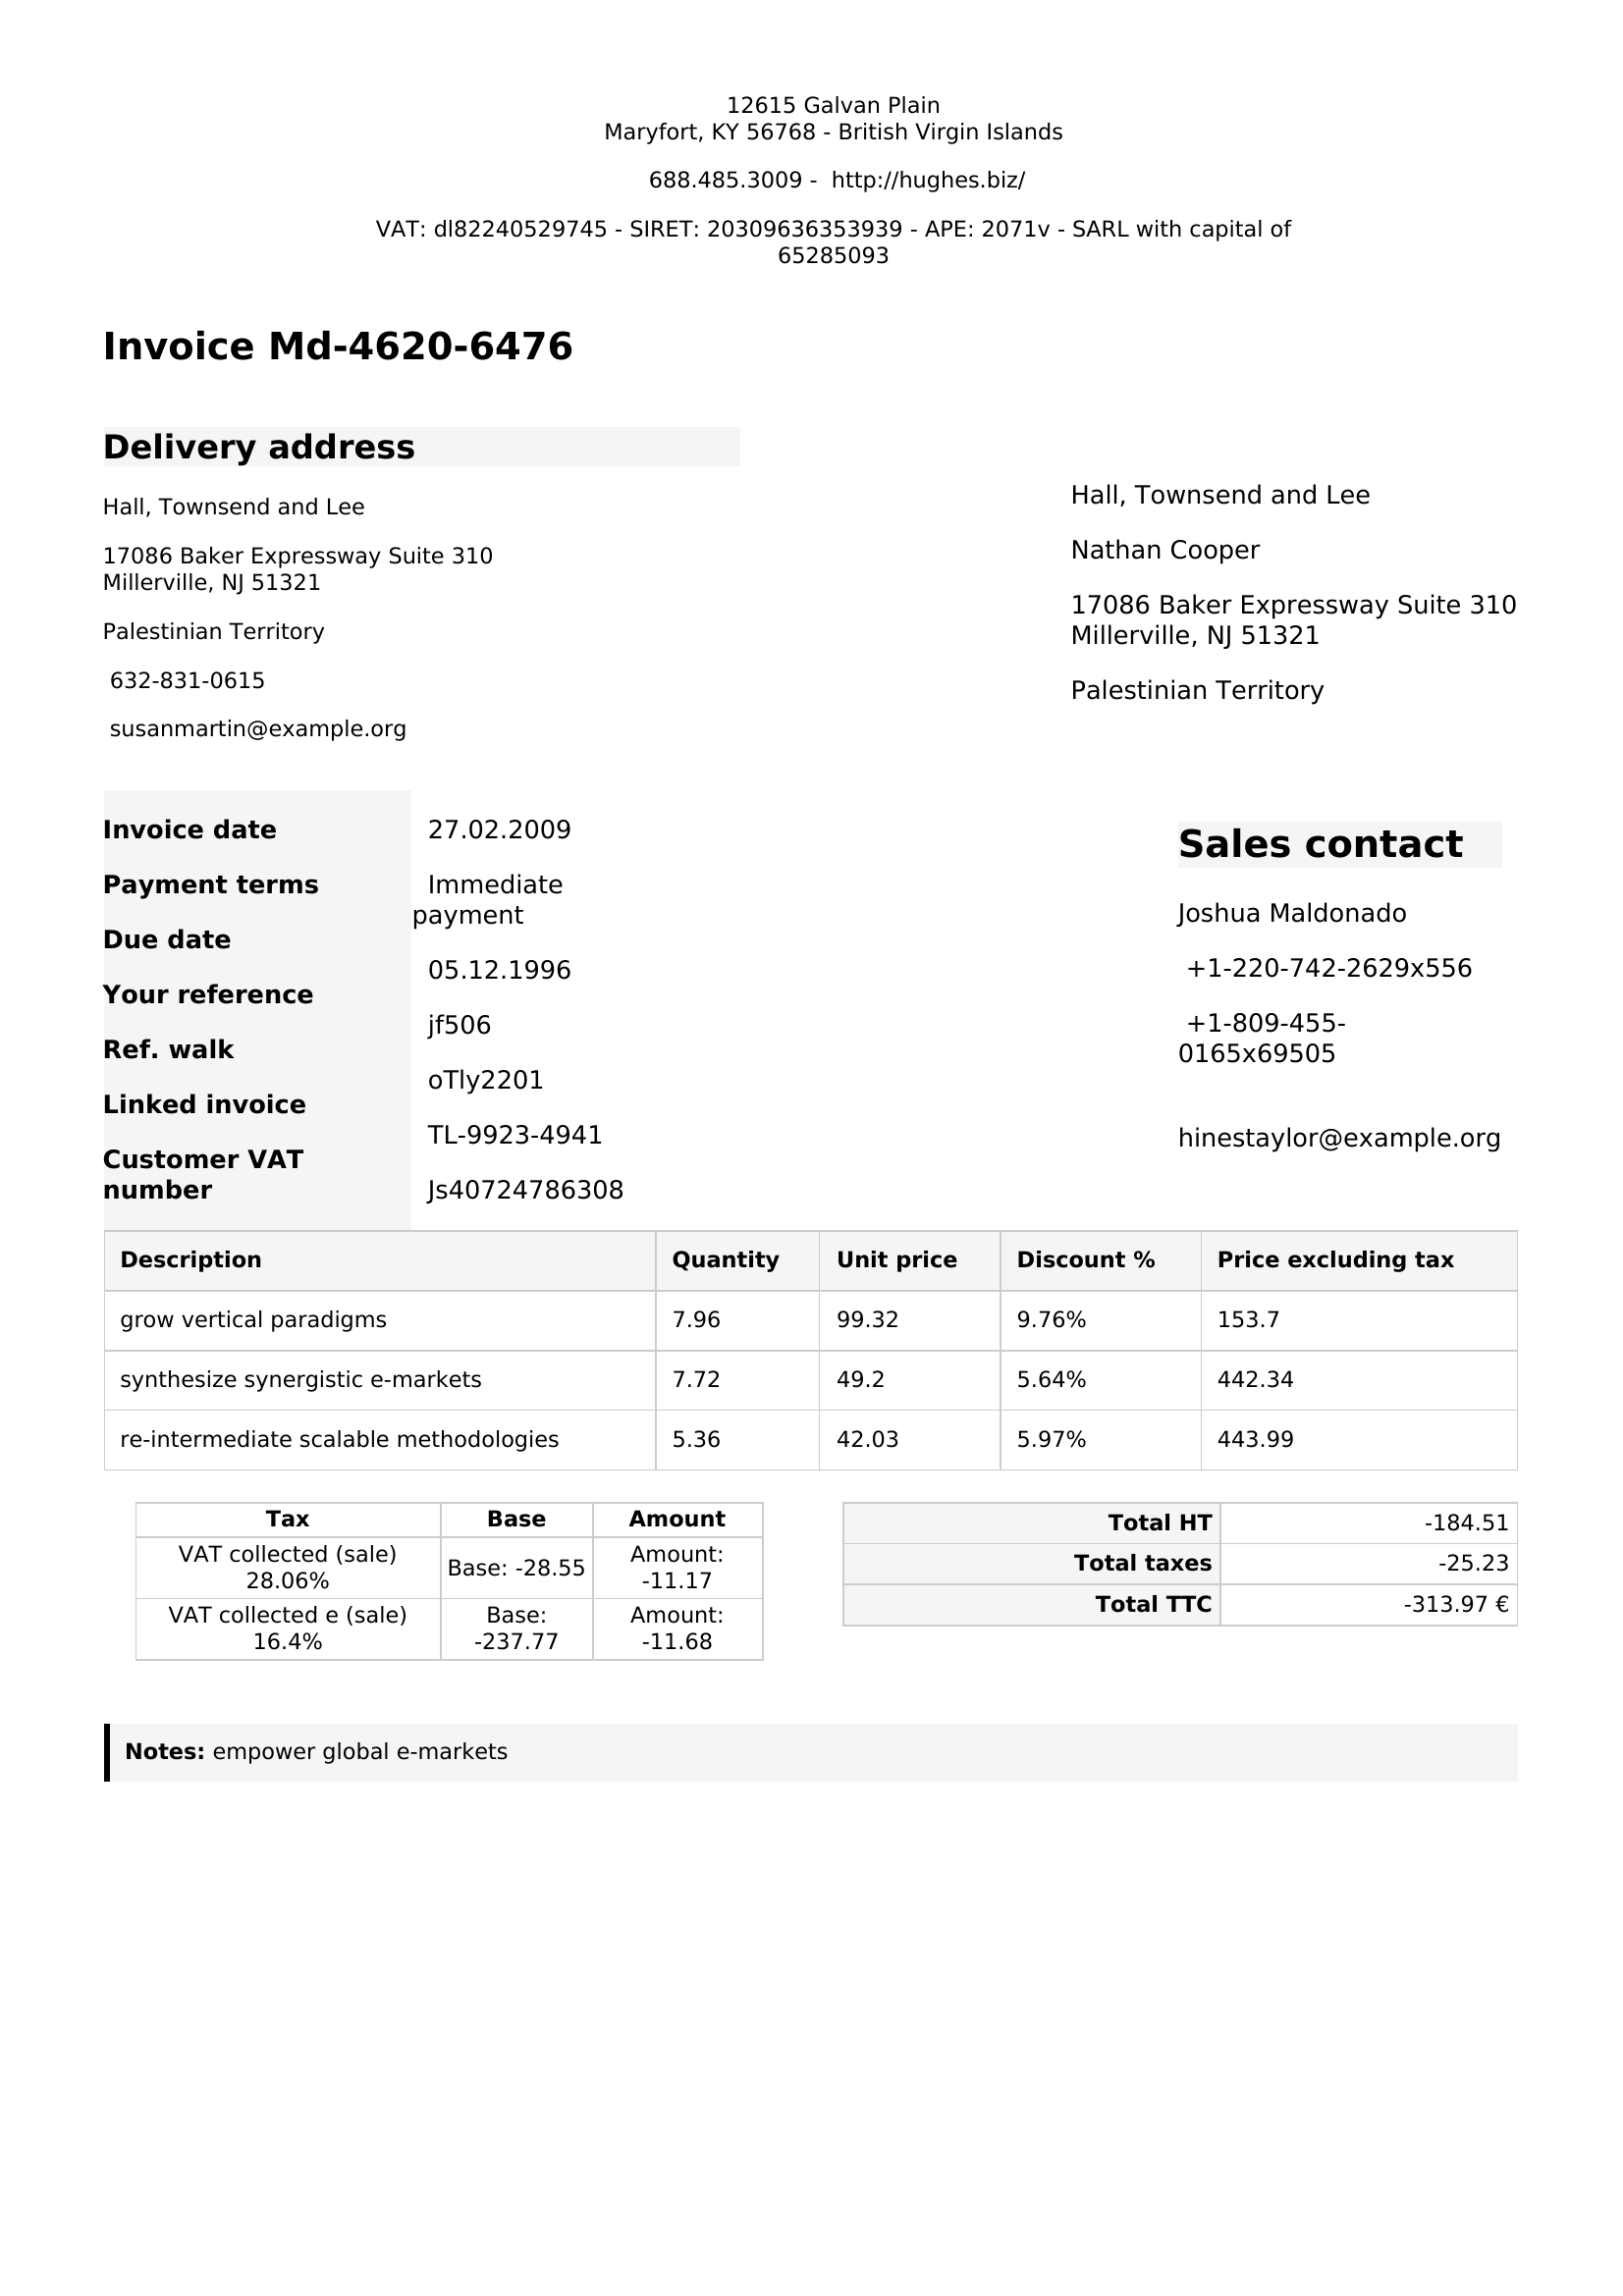 12615 Galvan Plain
Maryfort, KY 56768 - British Virgin Islands
688.485.3009 - http://hughes.biz/
VAT: dl82240529745 - SIRET: 20309636353939 - APE: 2071v - SARL with capital of
65285093
Invoice Md-4620-6476
Delivery address
Hall, Townsend and Lee
17086 Baker Expressway Suite 310
Millerville, NJ 51321
Palestinian Territory
632-831-0615
susanmartin@example.org
Hall, Townsend and Lee
Nathan Cooper
17086 Baker Expressway Suite 310
Millerville, NJ 51321
Palestinian Territory
Invoice date
Payment terms
Due date
Your reference
Ref. walk
Linked invoice
Customer VAT
number
27.02.2009
Immediate
payment
05.12.1996
jf506
oTly2201
TL-9923-4941
Js40724786308
Sales contact
Joshua Maldonado
+1-220-742-2629x556
+1-809-455-
0165x69505
hinestaylor@example.org
Description Quantity Unit price Discount % Price excluding tax
grow vertical paradigms 7.96 99.32 9.76% 153.7
synthesize synergistic e-markets 7.72 49.2 5.64% 442.34
re-intermediate scalable methodologies 5.36 42.03 5.97% 443.99
Tax Base Amount
VAT collected (sale)
28.06%
Base: -28.55
Amount:
-11.17
VAT collected e (sale)
16.4%
Base:
-237.77
Amount:
-11.68
Total HT -184.51
Total taxes -25.23
Total TTC -313.97 €
Notes: empower global e-markets